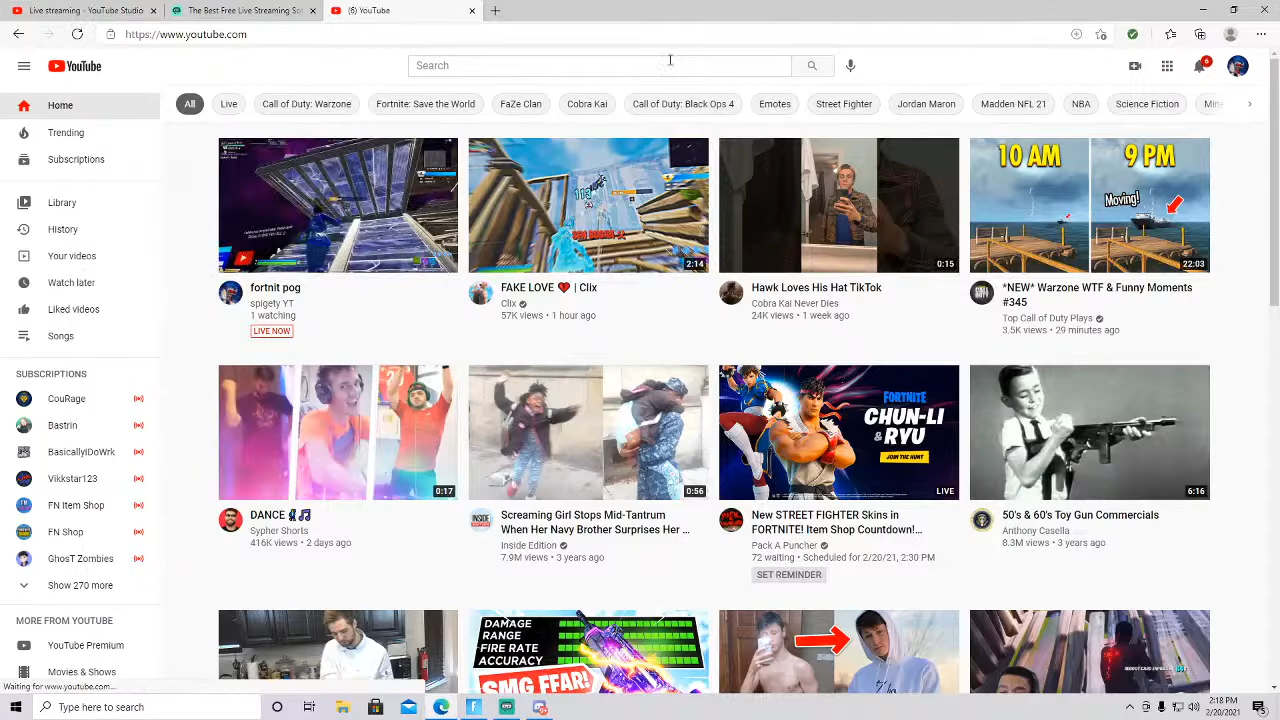 Live streaming - YouTube Studio
The Best Free Live Streaming So
(6) YouTube
https://www.youtube.com
YouTube
Search
6
All
Live
Call of Duty: Warzone
Fortnite: Save the World
FaZe Clan
Cobra Kai
Call of Duty: Black Ops 4
Emotes
Street Fighter
Jordan Maron
Madden NFL 21
NBA
Science Fiction
Mine
Home
Trending
Subscriptions
Library
History
Your videos
Watch later
Liked videos
Songs
SUBSCRIPTIONS
CouRage
Bastrin
BasicallyIDoWrk
Vikkstar123
FN Item Shop
FN Shop
GhosT Zombies
Show 270 more
MORE FROM YOUTUBE
YouTube Premium
Movies & Shows
fortnit pog
spigety YT
1 watching
LIVE NOW
2:14
FAKE LOVE ❤️ | Clix
Clix
57K views • 1 hour ago
0:15
Hawk Loves His Hat TikTok
Cobra Kai Never Dies
24K views • 1 week ago
10 AM
9 PM
Moving!
22:03
*NEW* Warzone WTF & Funny Moments
#345
Top Call of Duty Plays
3.5K views • 29 minutes ago
0:17
Sypher Shorts
416K views • 2 days ago
0:56
Screaming Girl Stops Mid-Tantrum
When Her Navy Brother Surprises Her ...
Inside Edition
7.9M views • 3 years ago
FORTNITE
CHUN-LI
& RYU
JOIN THE HUNT
LIVE
New STREET FIGHTER Skins in
FORTNITE! Item Shop Countdown!...
Pack A Puncher
72 waiting • Scheduled for 2/20/21, 2:30 PM
SET REMINDER
6:16
50's & 60's Toy Gun Commercials
Anthony Casella
8.3M views • 3 years ago
DAMAGE
RANGE
FIRE RATE
ACCURACY
SMG FFAR!
Waiting for www.youtube.com...
Type here to search
2:18 PM
2/20/2021